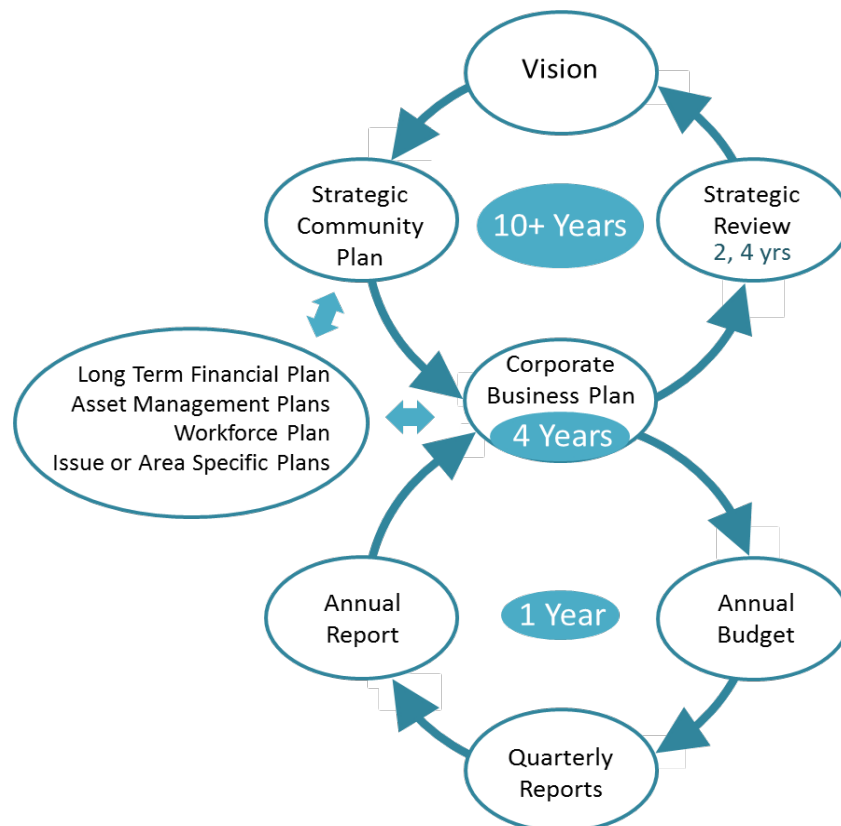 Vision
Strategic
Community
Plan
10+ Years
Strategic
Review
2, 4 yrs
Long Term Financial Plan
Asset Management Plans
Workforce Plan
Issue or Area Specific Plans
Corporate
Business Plan
4 Years
Annual
Report
1 Year
Annual
Budget
Quarterly
Reports